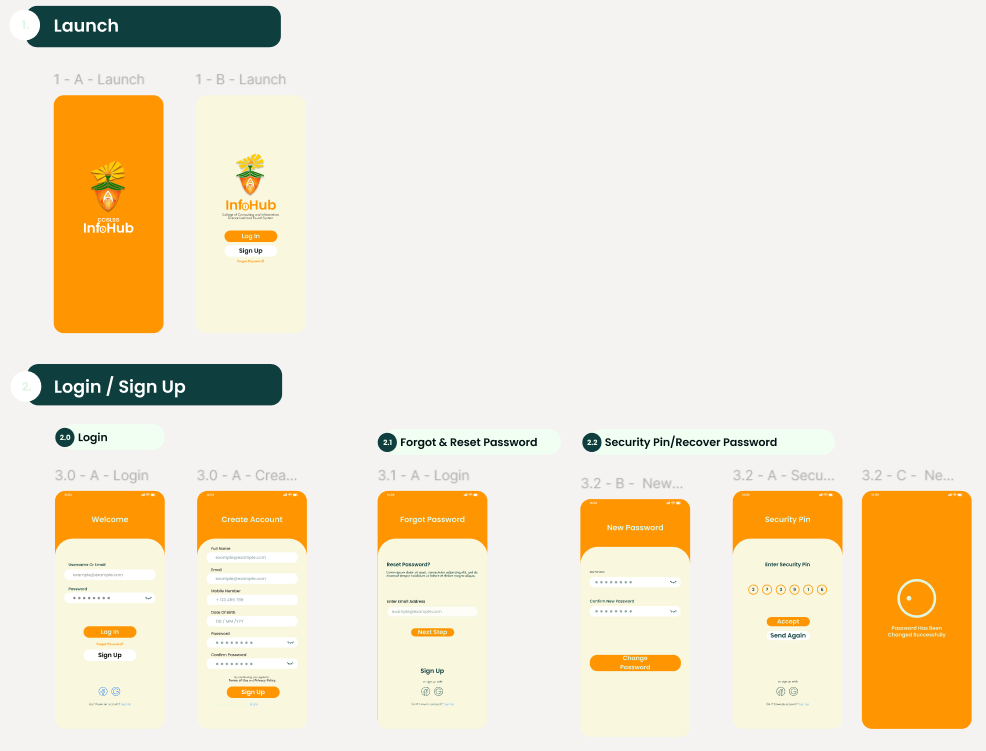 1.
Launch
1 - A - Launch
1 - B - Launch
CCISLSS
InfoHub
InfoHub
College of Computing and Information
Log In
Sign Up
Forgot Password?
2.
Login / Sign Up
2.0 Login
2.1 Forgot & Reset Password
2.2 Security Pin/Recover Password
3.0 - A - Login
3.0 - A - Crea...
3.1 - A - Login
3.2 - B - New...
3.2 - A - Secu...
3.2 - C - Ne...
Welcome
Username Or Email
example@example.com
Password
Log In
Forgot Password?
Sign Up
Don't have an account? Sign Up
Create Account
Full Name
example@example.com
Email
example@example.com
Mobile Number
+ 123 456 789
Date Of Birth
DD / MM /YYY
Password
Confirm Password
By continuing, you agree to
Terms of Use and Privacy Policy.
Sign Up
Forgot Password
Reset Password?
Enter Email Address
example@example.com
Next Step
Sign Up
or sign up with
Don't have an account? Sign Up
New Password
Confirm New Password
Change
Password
Security Pin
Enter Security Pin
Accept
Send Again
or sign up with
Don't have an account? Sign Up
Password Has Been
Changed Successfully